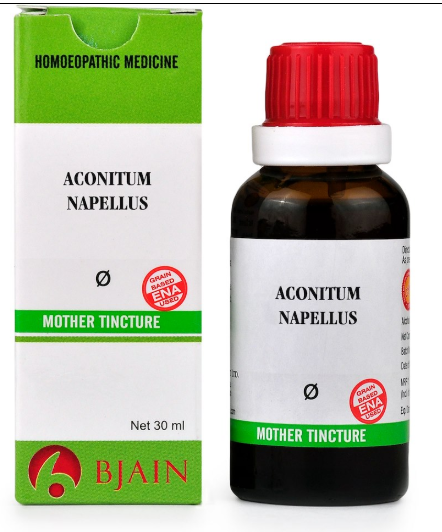 HOMOEOPATHIC MEDICINE
ACONITUM
NAPELLUS
Ø
GRAIN
BASED
ENA
USED
MOTHER TINCTURE
Net 30 ml
BJAIN
ACONITUM
NAPELLUS
Ø
GRAIN
BASED
ENA
USED
MOTHER TINCTURE